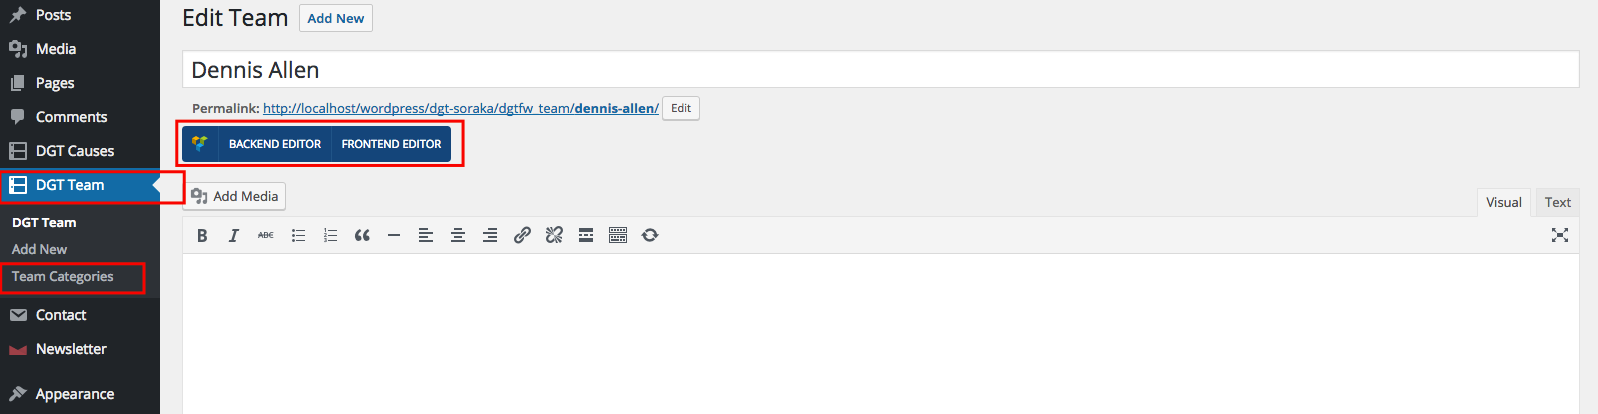 Posts
Media
Pages
Comments
DGT Causes
DGT Team
DGT Team
Add New
Team Categories
Contact
Newsletter
Appearance
Edit Team Add New
Dennis Allen
Permalink: http://localhost/wordpress/dgt-soraka/dgtfw_team/dennis-allen/ Edit
BACKEND EDITOR FRONTEND EDITOR
Add Media
Visual Text
B I ABC